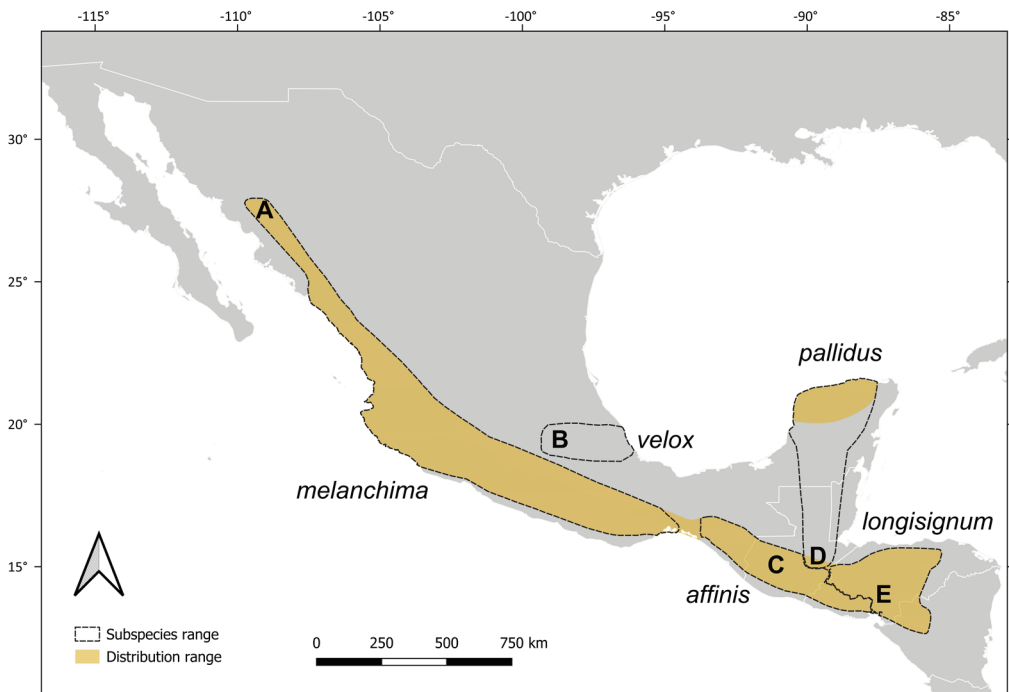 -115° -110° -105° -100° -95° -90° -85°
30°
A
25°
pallidus
20°
B velox
melanchima
longisignum
15°
D
C
E
affinis
Subspecies range
Distribution range
0 250 500 750 km